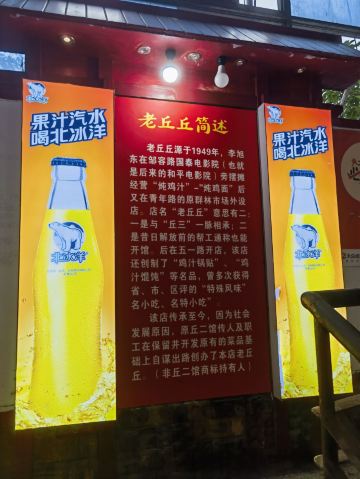 果汁汽水
喝北冰洋
北冰洋
老丘丘简述
老丘丘源于1949年，李旭
东在邹容路国泰电影院（也就
是后来的和平电影院）旁摆摊
经营“炖鸡汁”-“炖鸡面”后
又在青年路的原群林市场外设
店。店名“老丘丘”意思有二：
一是与“丘三”一脉相承；二
是昔日解放前的帮工通称也能
开馆。后在五一路开店，该店
还创制了“鸡汁锅贴”、“鸡
汁馄饨”等名品，曾多次获得
省、市、区评的“特殊风味”
名小吃、名特小吃”。
该店传承至今，因为社会
发展原因，原丘二馆传人及职
工在保留并开发原有的菜品基
础上自谋出路创办了本店老丘
丘。（非丘二馆商标持有人）
果汁汽水
喝北冰洋
北冰洋